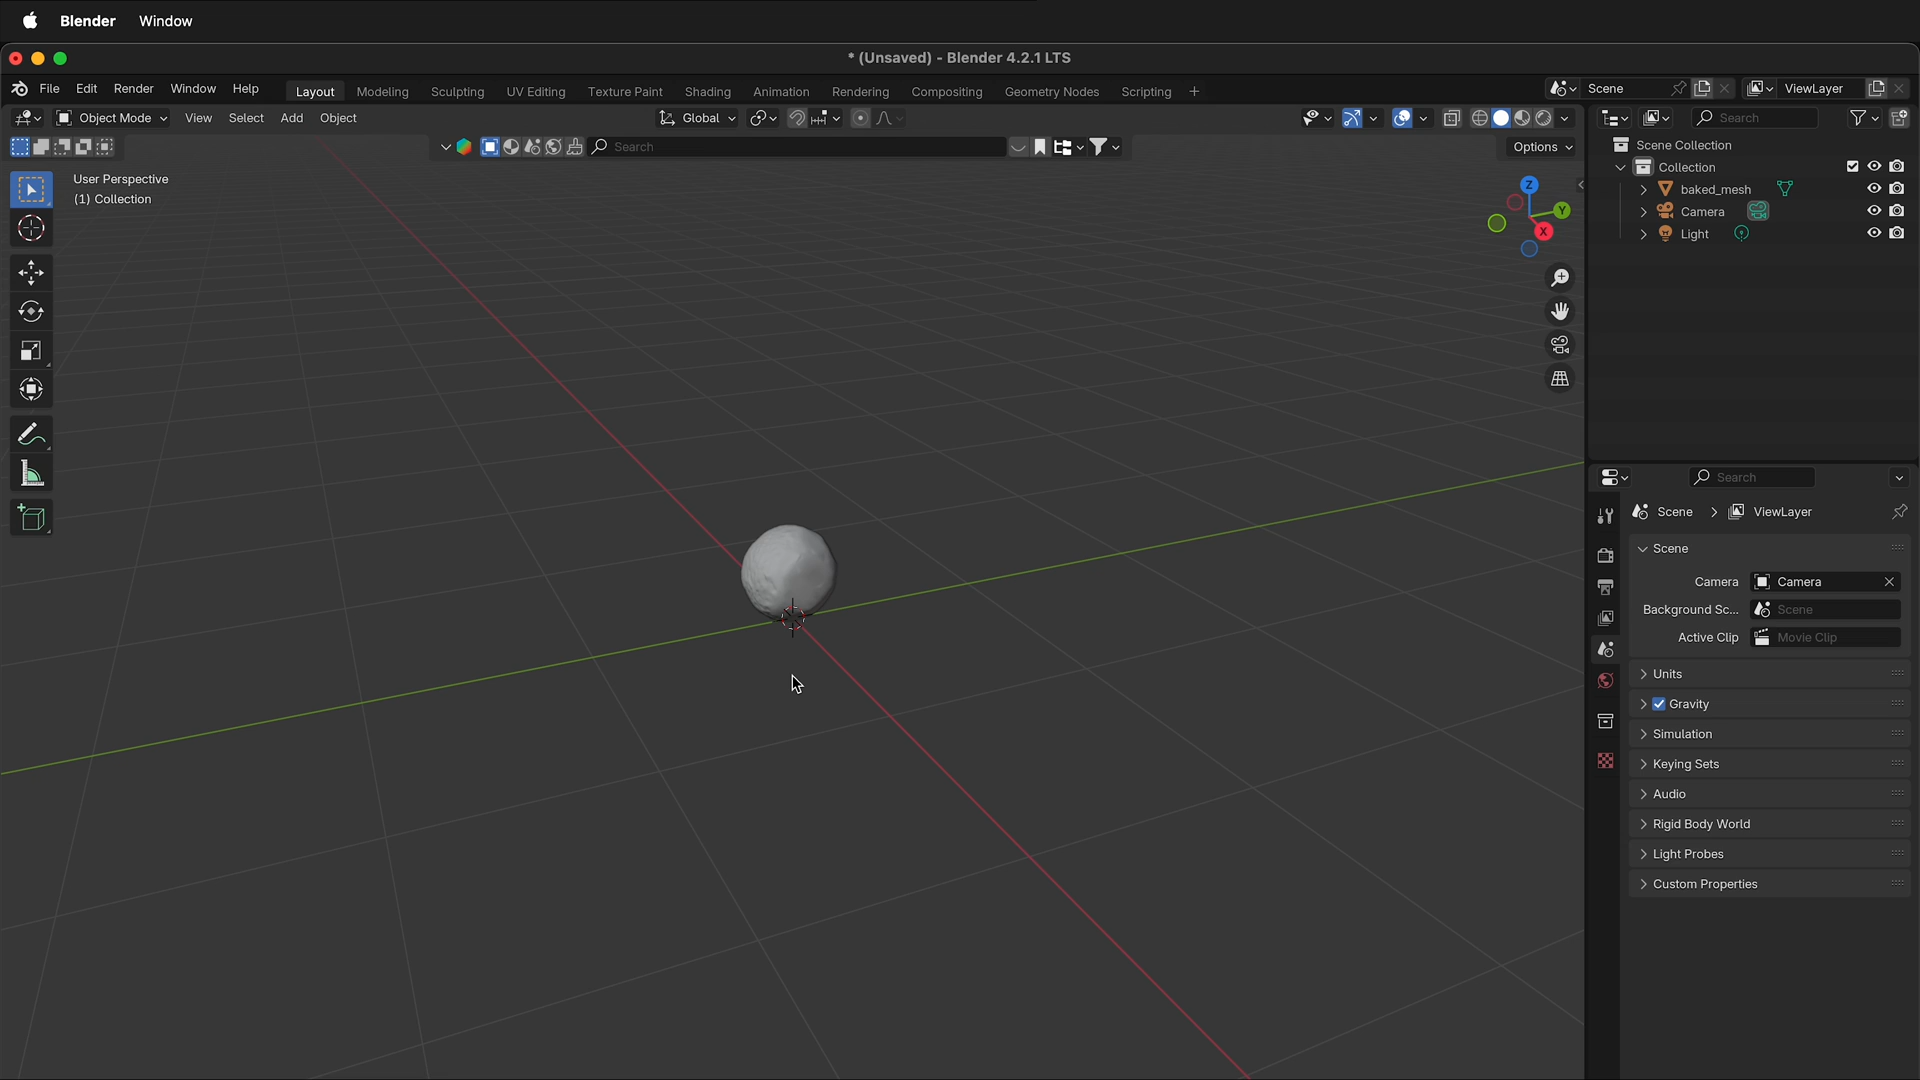 Blender Window
* (Unsaved) - Blender 4.2.1 LTS
File Edit Render Window Help Layout Modeling Sculpting UV Editing Texture Paint Shading Animation Rendering Compositing Geometry Nodes Scripting + Scene ViewLayer
Object Mode View Select Add Object Global Search
Search Options
User Perspective
(1) Collection
Z
Y
X
Scene Collection
Collection
baked_mesh
Camera
Light
Search
Scene > ViewLayer
Scene
Camera Camera
Background Sc... Scene
Active Clip Movie Clip
Units
Gravity
Simulation
Keying Sets
Audio
Rigid Body World
Light Probes
Custom Properties